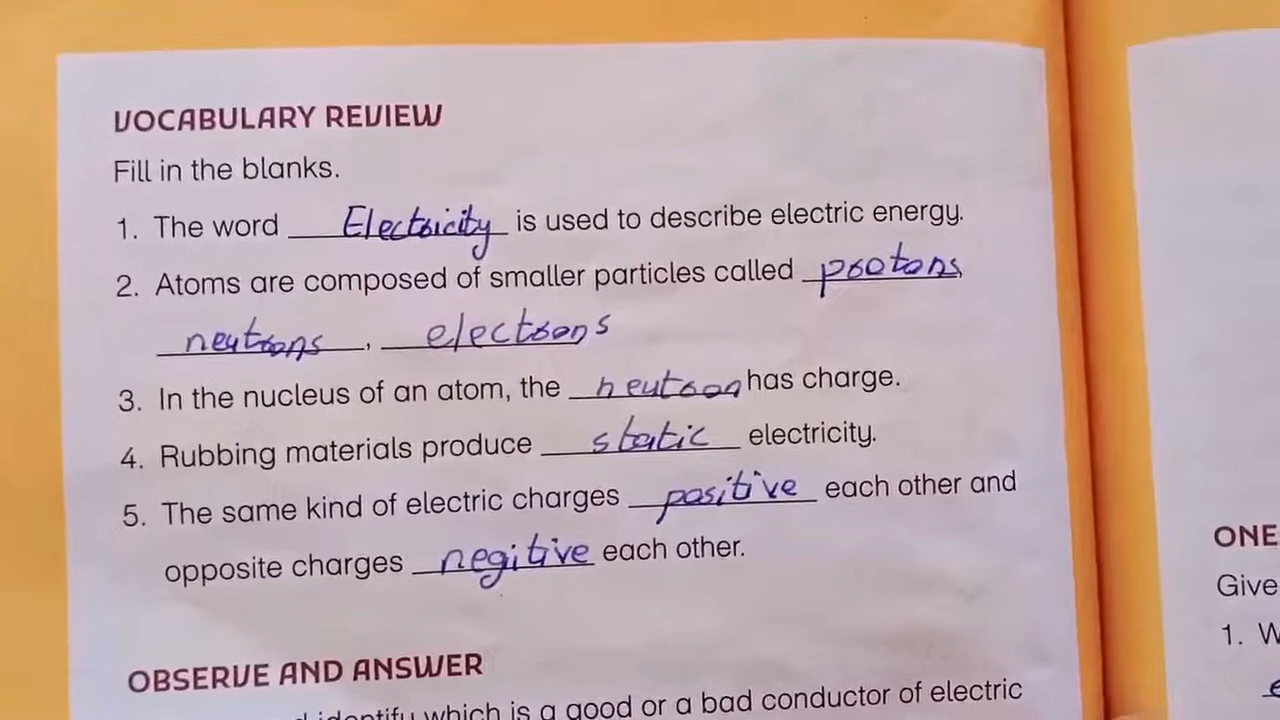 VOCABULARY REVIEW
Fill in the blanks.
1. The word Electricity is used to describe electric energy.
2. Atoms are composed of smaller particles called protons,
neutrons, electrons
3. In the nucleus of an atom, the neutron has charge.
4. Rubbing materials produce static electricity.
5. The same kind of electric charges positive each other and
opposite charges negitive each other.
OBSERVE AND ANSWER
identify which is a good or a bad conductor of electric
ONE
Give
1. W
e